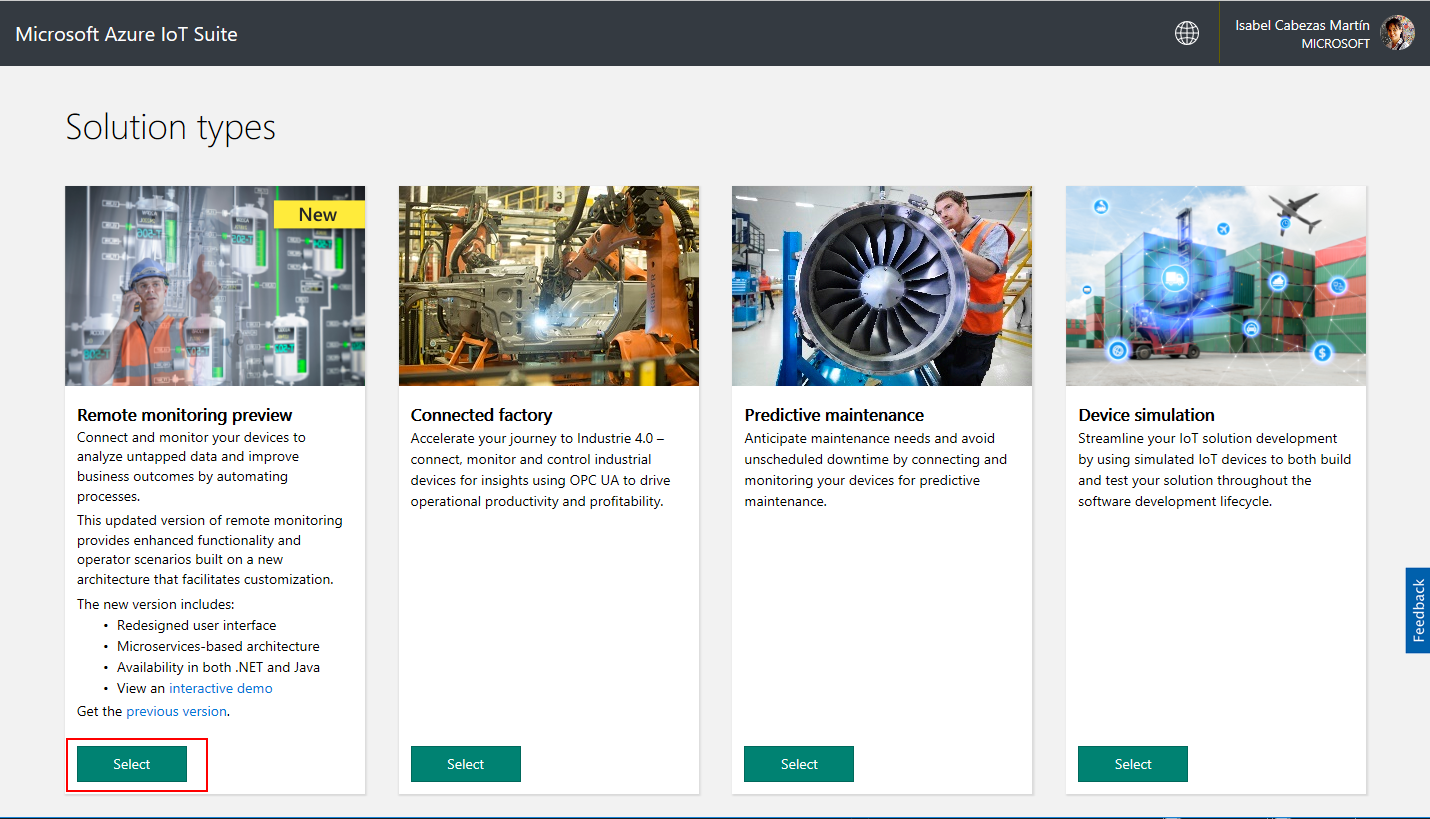 Microsoft Azure IoT Suite
Isabel Cabezas Martín
MICROSOFT
Solution types
New
3
Remote monitoring preview
Connect and monitor your devices to
analyze untapped data and improve
business outcomes by automating
processes.
This updated version of remote monitoring
provides enhanced functionality and
operator scenarios built on a new
architecture that facilitates customization.
The new version includes:
• Redesigned user interface
• Microservices-based architecture
• Availability in both .NET and Java
• View an interactive demo
Get the previous version.
Select
Connected factory
Accelerate your journey to Industrie 4.0 –
connect, monitor and control industrial
devices for insights using OPC UA to drive
operational productivity and profitability.
Select
Predictive maintenance
Anticipate maintenance needs and avoid
unscheduled downtime by connecting and
monitoring your devices for predictive
maintenance.
Select
Device simulation
Streamline your IoT solution development
by using simulated IoT devices to both build
and test your solution throughout the
software development lifecycle.
Select
Feedback